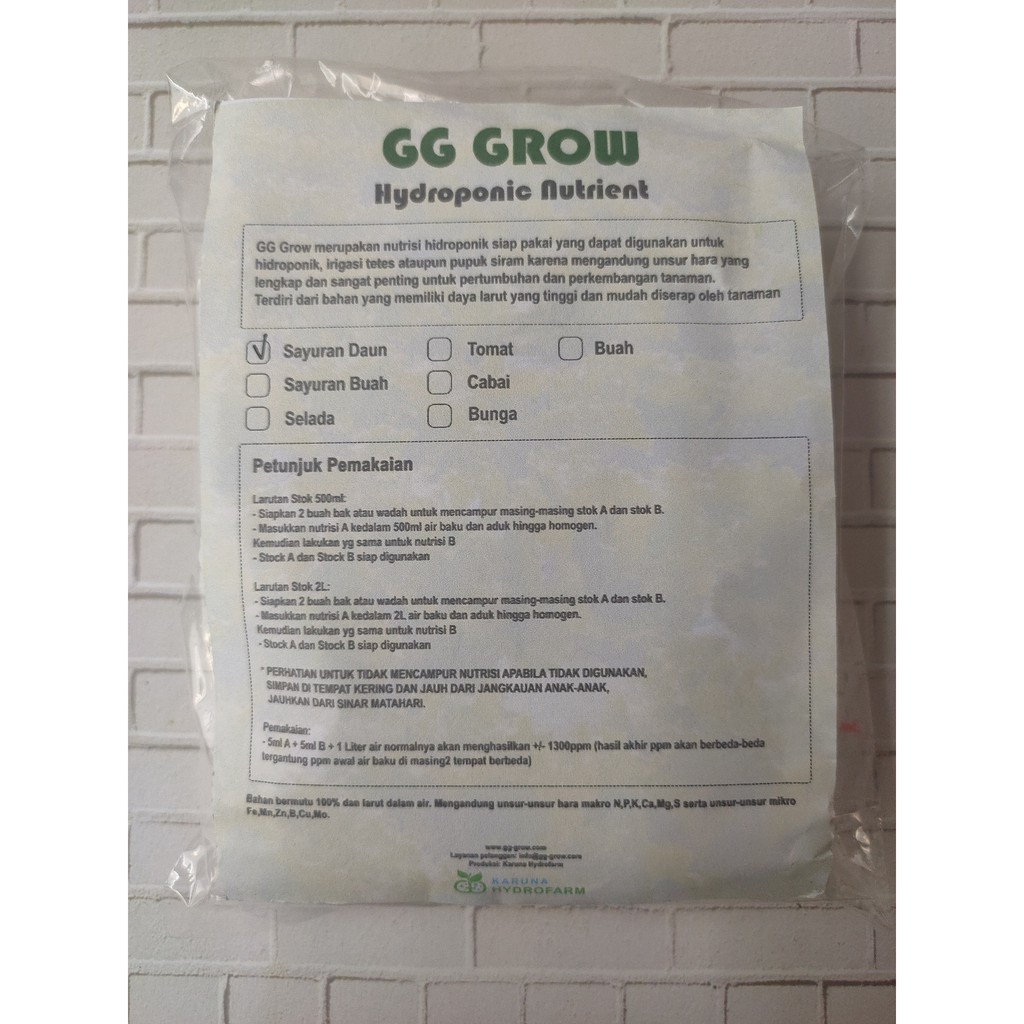 GG GROW
Hydroponic Nutrient
GG Grow merupakan nutrisi hidroponik siap pakai yang dapat digunakan untuk
hidroponik, irigasi tetes ataupun pupuk siram karena mengandung unsur hara yang
lengkap dan sangat penting untuk pertumbuhan dan perkembangan tanaman.
Terdiri dari bahan yang memiliki daya larut yang tinggi dan mudah diserap oleh tanaman
Sayuran Daun Tomat Buah
Sayuran Buah Cabai
Selada Bunga
Petunjuk Pemakaian
Larutan Stok 500ml:
- Siapkan 2 buah bak atau wadah untuk mencampur masing-masing stok A dan stok B.
- Masukkan nutrisi A kedalam 500ml air baku dan aduk hingga homogen.
Kemudian lakukan yg sama untuk nutrisi B
- Stock A dan Stock B siap digunakan
Larutan Stok 2L:
- Siapkan 2 buah bak atau wadah untuk mencampur masing-masing stok A dan stok B.
- Masukkan nutrisi A kedalam 2L air baku dan aduk hingga homogen.
Kemudian lakukan yg sama untuk nutrisi B
- Stock A dan Stock B siap digunakan
* PERHATIAN UNTUK TIDAK MENCAMPUR NUTRISI APABILA TIDAK DIGUNAKAN,
SIMPAN DI TEMPAT KERING DAN JAUH DARI JANGKAUAN ANAK-ANAK,
JAUHKAN DARI SINAR MATAHARI.
Pemakaian:
- 5ml A + 5ml B + 1 Liter air normalnya akan menghasilkan +/- 1300ppm (hasil akhir ppm akan berbeda-beda
tergantung ppm awal air baku di masing2 tempat berbeda)
Bahan bermutu 100% dan larut dalam air. Mengandung unsur-unsur hara makro N,P,K,Ca,Mg,S serta unsur-unsur mikro
Fe,Mn,Zn,B,Cu,Mo.
www.gg-grow.com
Layanan pelanggan: info@gg-grow.com
Produksi: Karuna Hydrofarm
KARUNA
HYDROFARM